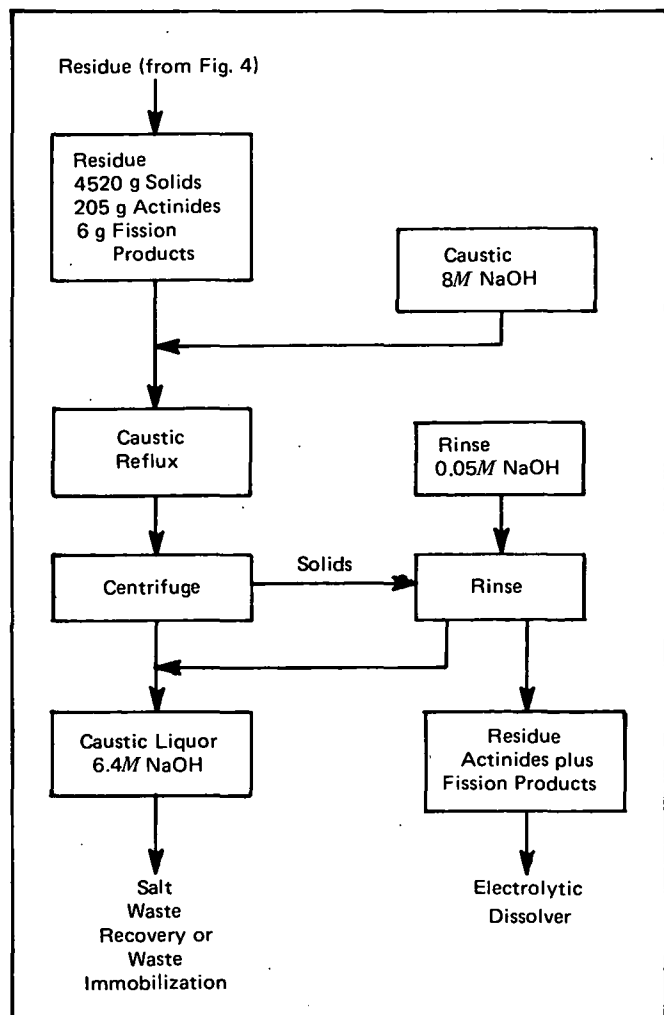 Residue (from Fig. 4)
Residue
4520 g Solids
205 g Actinides
6 g Fission
Products
Caustic
8M NaOH
Caustic
Reflux
Rinse
0.05M NaOH
Centrifuge
Solids
Rinse
Caustic Liquor
6.4M NaOH
Residue
Actinides plus
Fission Products
Salt
Waste
Recovery or
Waste
Immobilization
Electrolytic
Dissolver